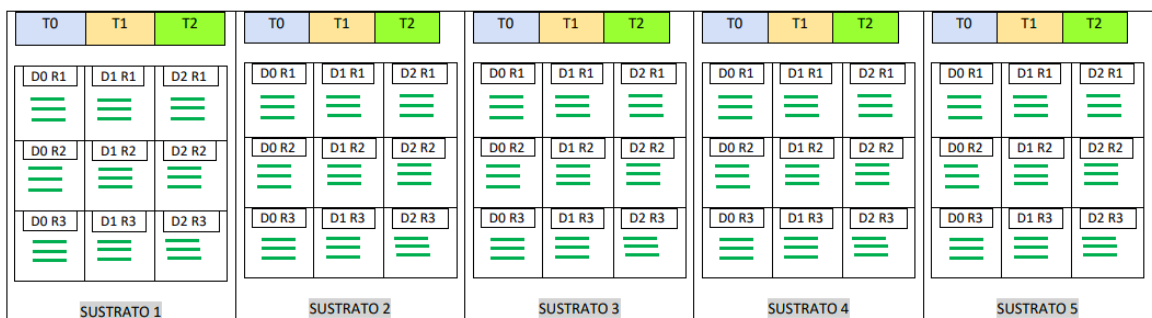 T0 T1 T2 T0 T1 T2 T0 T1 T2 T0 T1 T2 T0 T1 T2
D0 R1 D1 R1 D2 R1 D0 R1 D1 R1 D2 R1 D0 R1 D1 R1 D2 R1 D0 R1 D1 R1 D2 R1 D0 R1 D1 R1 D2 R1
D0 R2 D1 R2 D2 R2 D0 R2 D1 R2 D2 R2 D0 R2 D1 R2 D2 R2 D0 R2 D1 R2 D2 R2 D0 R2 D1 R2 D2 R2
D0 R3 D1 R3 D2 R3 D0 R3 D1 R3 D2 R3 D0 R3 D1 R3 D2 R3 D0 R3 D1 R3 D2 R3 D0 R3 D1 R3 D2 R3
SUSTRATO 1 SUSTRATO 2 SUSTRATO 3 SUSTRATO 4 SUSTRATO 5